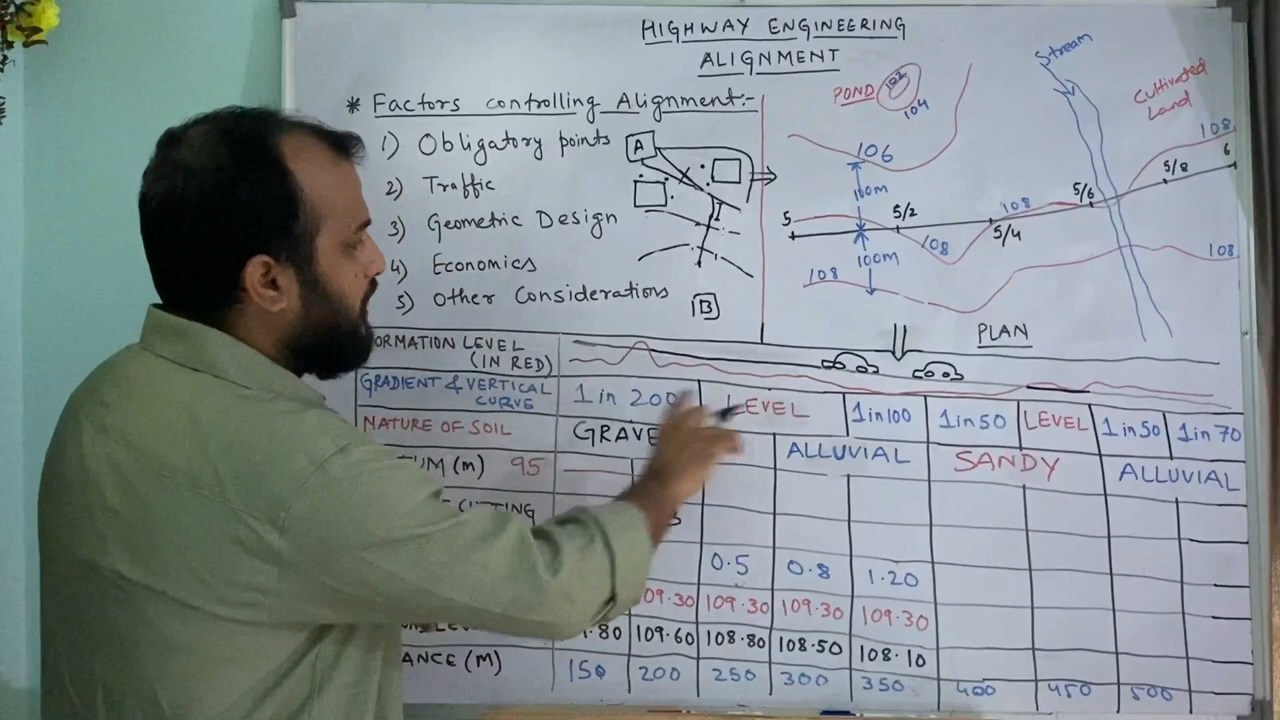 HIGHWAY ENGINEERING
ALIGNMENT
* Factors controlling Alignment:-
1) Obligatory points
2) Traffic
3) Geometric Design
4) Economics
5) Other Considerations
A
B
POND
102
104
106
100m
100m
5
5/2
5/4
5/6
5/8
6
108
108
108
108
108
Stream
Cultivated
Land
PLAN
FORMATION LEVEL
(IN RED)
GRADIENT & VERTICAL
CURVE
1 in 200 LEVEL 1 in 100 1 in 50 LEVEL 1 in 50 1 in 70
NATURE OF SOIL
ALLUVIAL SANDY ALLUVIAL
(m) 95
CUTTING
0.5 0.8 1.20
109.30 109.30 109.30 109.30
109.60 108.80 108.50 108.10
(M) 150 200 250 300 350 400 450 500